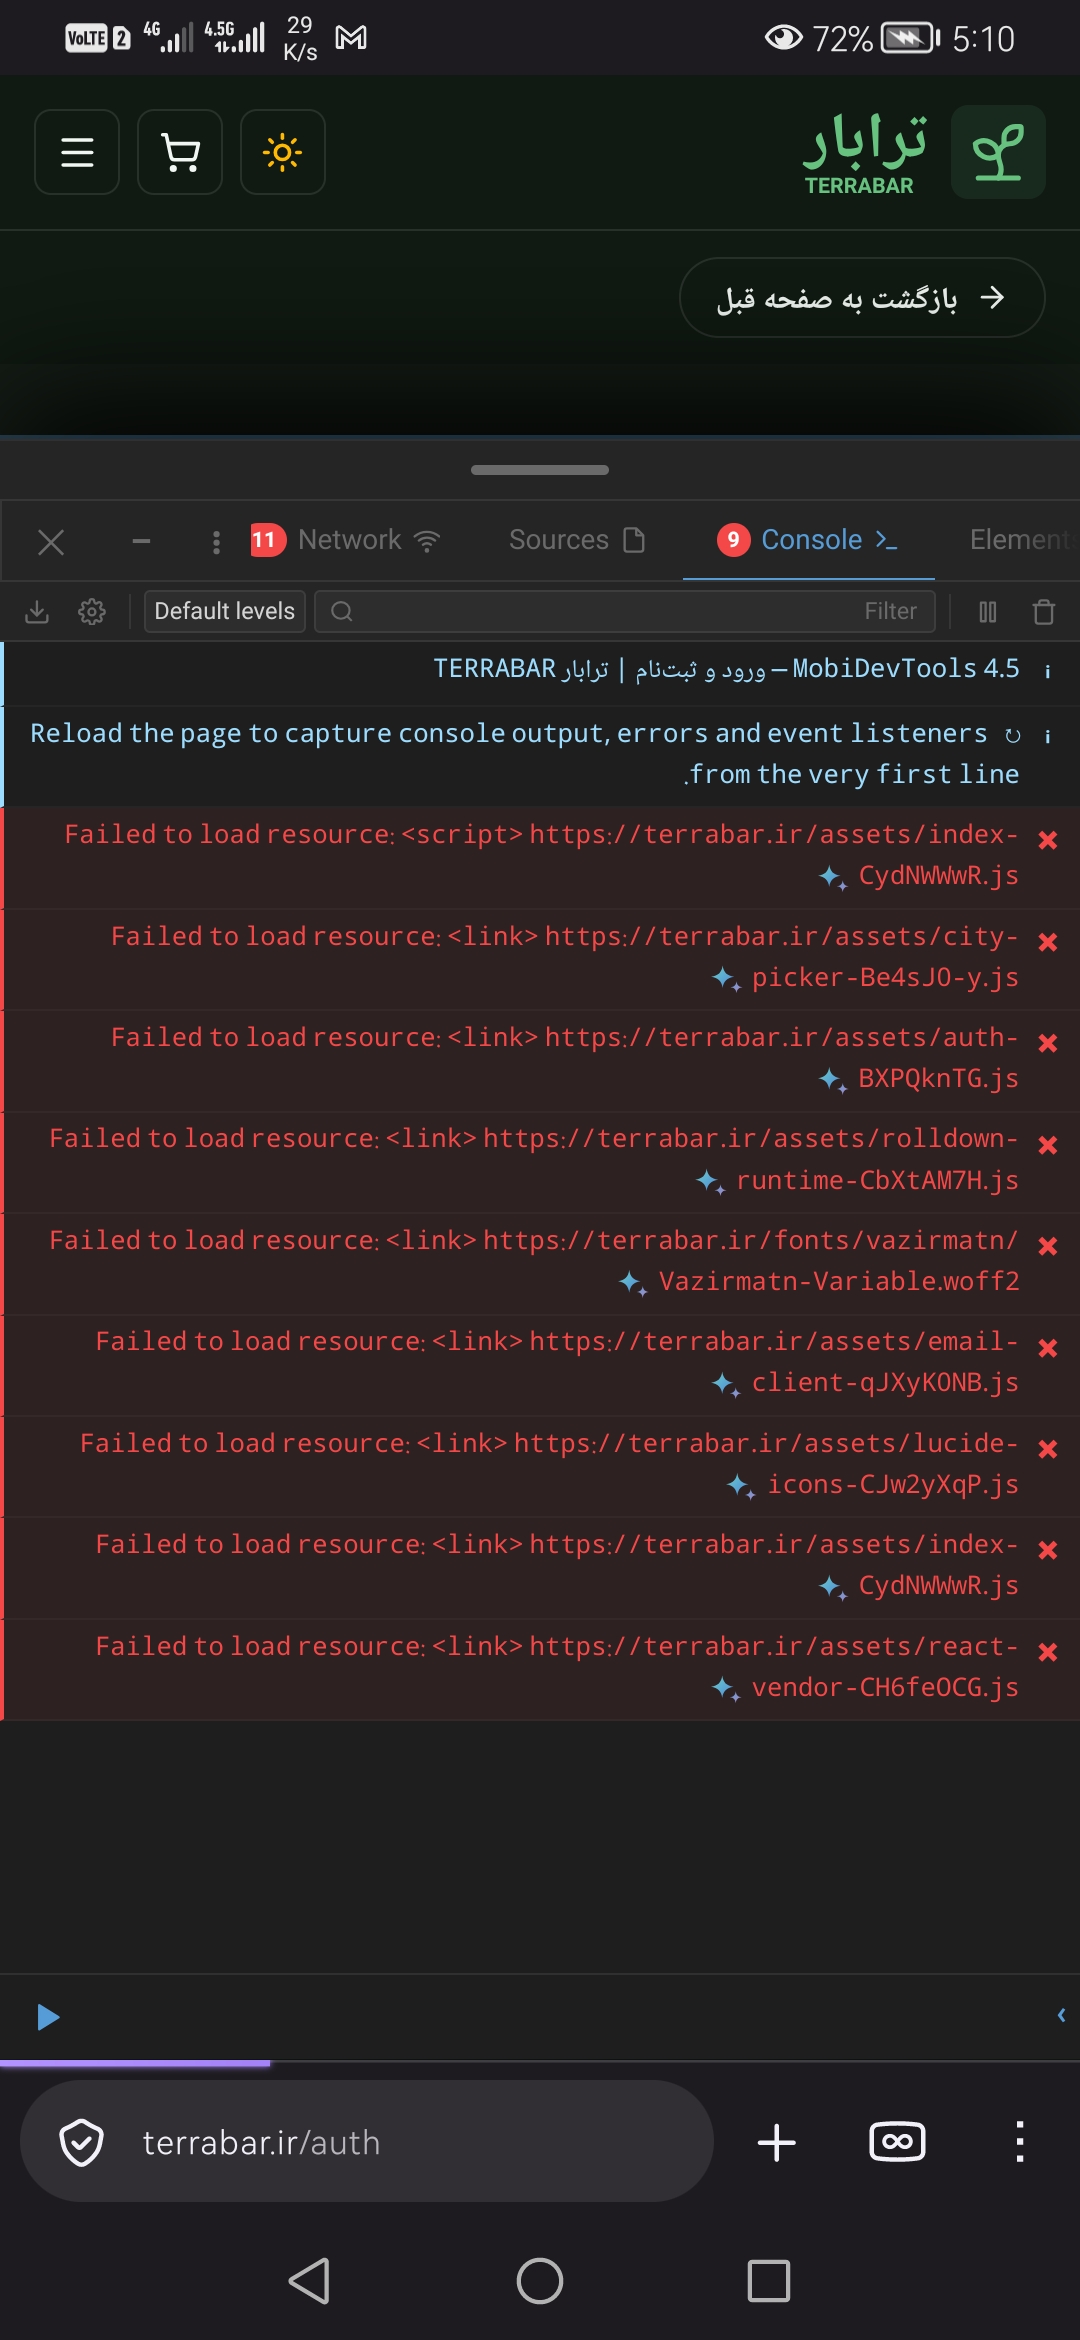 VoLTE 2 4G 4.5G 29 K/s 72% 5:10
ترابار
TERRABAR
بازگشت به صفحه قبل
11 Network Sources 9 Console Element
Default levels Filter
MobiDevTools 4.5 — ورود و ثبت‌نام | ترابار TERRABAR
Reload the page to capture console output, errors and event listeners
from the very first line.
Failed to load resource: <script> https://terrabar.ir/assets/index-
CydNWWwR.js
Failed to load resource: <link> https://terrabar.ir/assets/city-
picker-Be4sJO-y.js
Failed to load resource: <link> https://terrabar.ir/assets/auth-
BXPQknTG.js
Failed to load resource: <link> https://terrabar.ir/assets/rolldown-
runtime-CbXtAM7H.js
Failed to load resource: <link> https://terrabar.ir/fonts/vazirmatn/
Vazirmatn-Variable.woff2
Failed to load resource: <link> https://terrabar.ir/assets/email-
client-qJXyKONB.js
Failed to load resource: <link> https://terrabar.ir/assets/lucide-
icons-CJw2yXqP.js
Failed to load resource: <link> https://terrabar.ir/assets/index-
CydNWWwR.js
Failed to load resource: <link> https://terrabar.ir/assets/react-
vendor-CH6feOCG.js
terrabar.ir/auth